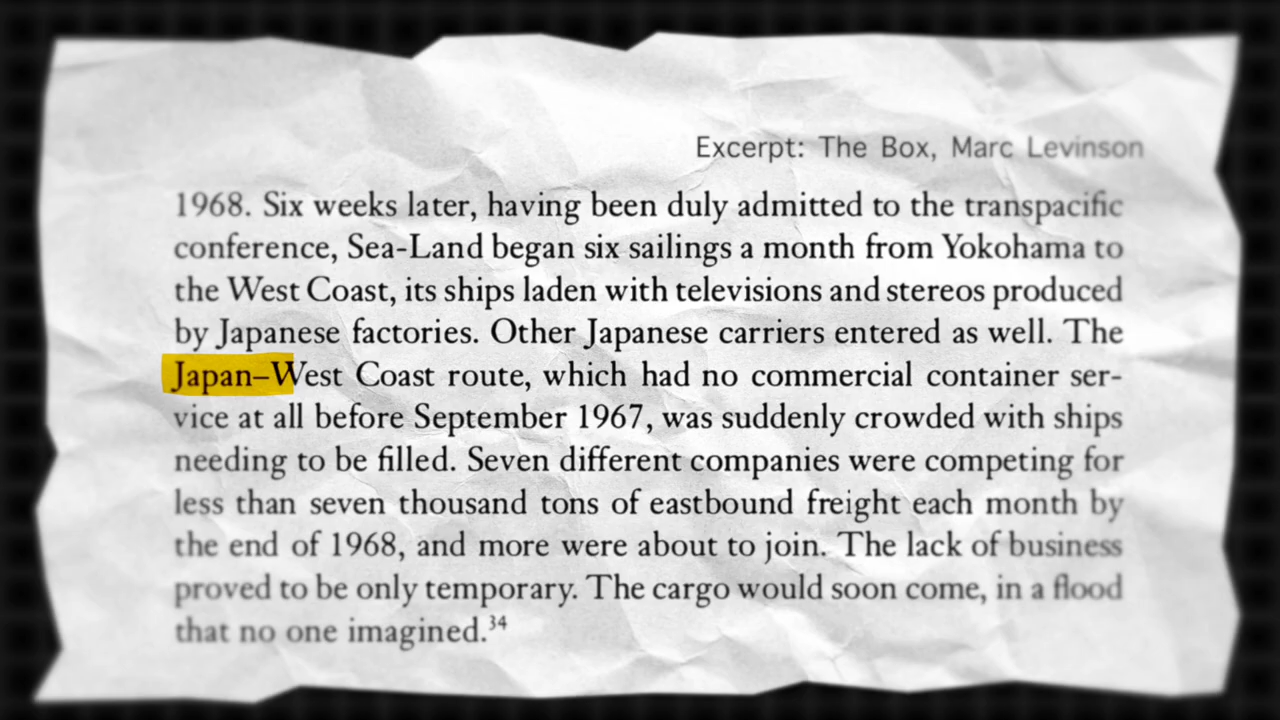 Excerpt: The Box, Marc Levinson
1968. Six weeks later, having been duly admitted to the transpacific
conference, Sea-Land began six sailings a month from Yokohama to
the West Coast, its ships laden with televisions and stereos produced
by Japanese factories. Other Japanese carriers entered as well. The
Japan–West Coast route, which had no commercial container ser-
vice at all before September 1967, was suddenly crowded with ships
needing to be filled. Seven different companies were competing for
less than seven thousand tons of eastbound freight each month by
the end of 1968, and more were about to join. The lack of business
proved to be only temporary. The cargo would soon come, in a flood
that no one imagined.³⁴